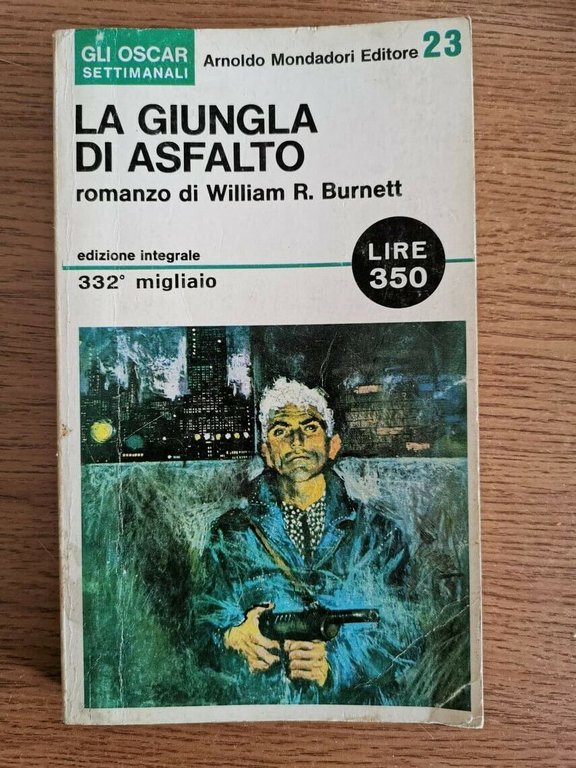 GLI OSCAR
SETTIMANALI
Arnoldo Mondadori Editore 23
LA GIUNGLA
DI ASFALTO
romanzo di William R. Burnett
edizione integrale
332° migliaio
LIRE
350